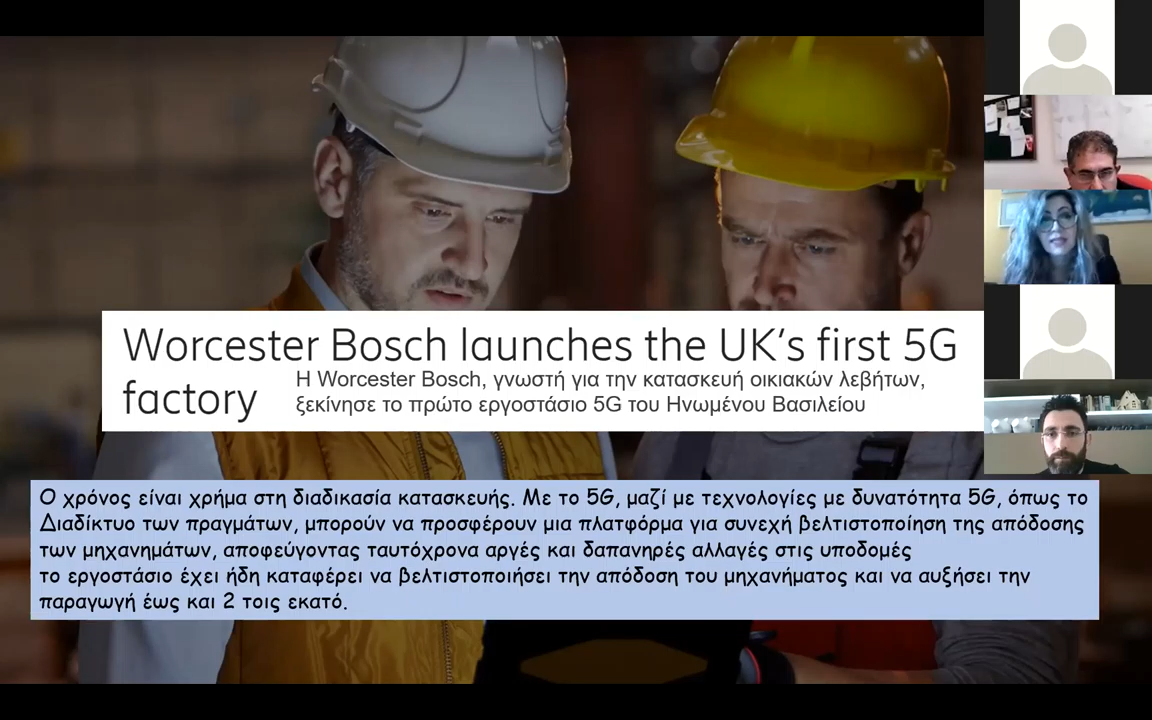 Worcester Bosch launches the UK's first 5G
factory
Η Worcester Bosch, γνωστή για την κατασκευή οικιακών λεβήτων,
ξεκίνησε το πρώτο εργοστάσιο 5G του Ηνωμένου Βασιλείου
Ο χρόνος είναι χρήμα στη διαδικασία κατασκευής. Με το 5G, μαζί με τεχνολογίες με δυνατότητα 5G, όπως το
Διαδίκτυο των πραγμάτων, μπορούν να προσφέρουν μια πλατφόρμα για συνεχή βελτιστοποίηση της απόδοσης
των μηχανημάτων, αποφεύγοντας ταυτόχρονα αργές και δαπανηρές αλλαγές στις υποδομές
το εργοστάσιο έχει ήδη καταφέρει να βελτιστοποιήσει την απόδοση του μηχανήματος και να αυξήσει την
παραγωγή έως και 2 τοις εκατό.